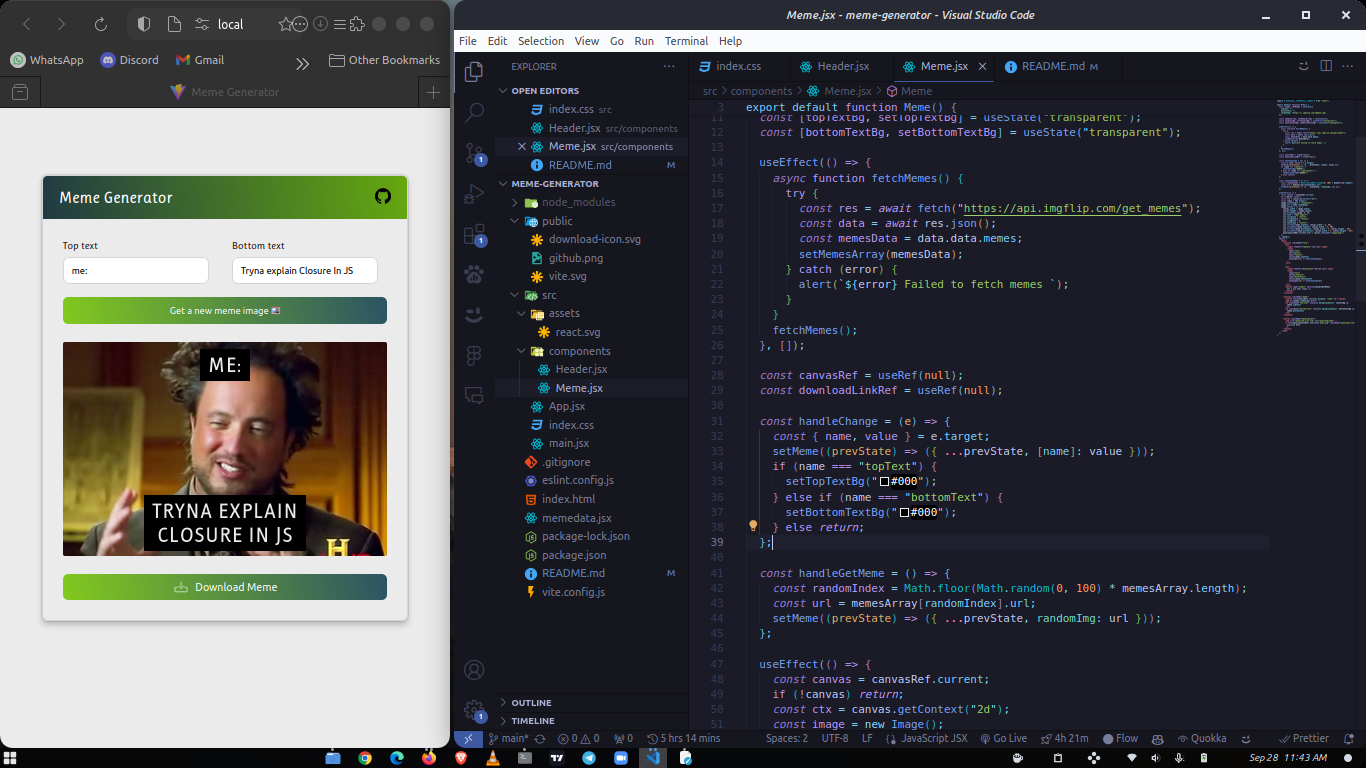 local
WhatsApp Discord Gmail Other Bookmarks
Meme Generator
Meme Generator
Top text Bottom text
me: Tryna explain Closure In JS
Get a new meme image
ME:
TRYNA EXPLAIN
CLOSURE IN JS
H
Download Meme
Meme.jsx - meme-generator - Visual Studio Code
File Edit Selection View Go Run Terminal Help
EXPLORER
OPEN EDITORS
index.css src
Header.jsx src/components
Meme.jsx src/components
README.md M
MEME-GENERATOR
node_modules
public
download-icon.svg
github.png
vite.svg
src
assets
react.svg
components
Header.jsx
Meme.jsx
App.jsx
index.css
main.jsx
.gitignore
eslint.config.js
index.html
memedata.js
package-lock.json
package.json
README.md M
vite.config.js
OUTLINE
TIMELINE
1
1
1
index.css Header.jsx Meme.jsx README.md M
src > components > Meme.jsx > Meme
3 export default function Meme() {
11 const [topTextBg, setTopTextBg] = useState("transparent");
12 const [bottomTextBg, setBottomTextBg] = useState("transparent");
13
14 useEffect(() => {
15 async function fetchMemes() {
16 try {
17 const res = await fetch("https://api.imgflip.com/get_memes");
18 const data = await res.json();
19 const memesData = data.data.memes;
20 setMemesArray(memesData);
21 } catch (error) {
22 alert(`${error} Failed to fetch memes `);
23 }
24 }
25 fetchMemes();
26 }, []);
27
28 const canvasRef = useRef(null);
29 const downloadLinkRef = useRef(null);
30
31 const handleChange = (e) => {
32 const { name, value } = e.target;
33 setMeme((prevState) => ({ ...prevState, [name]: value }));
34 if (name === "topText") {
35 setTopTextBg("#000");
36 } else if (name === "bottomText") {
37 setBottomTextBg("#000");
38 } else return;
39 };
40
41 const handleGetMeme = () => {
42 const randomIndex = Math.floor(Math.random(0, 100) * memesArray.length);
43 const url = memesArray[randomIndex].url;
44 setMeme((prevState) => ({ ...prevState, randomImg: url }));
45 };
46
47 useEffect(() => {
48 const canvas = canvasRef.current;
49 if (!canvas) return;
50 const ctx = canvas.getContext("2d");
51 const image = new Image();
main* 0 0 0 5 hrs 14 mins Spaces: 2 UTF-8 LF JavaScript JSX Go Live 4h 21m Flow Quokka Prettier
Sep 28 11:43 AM